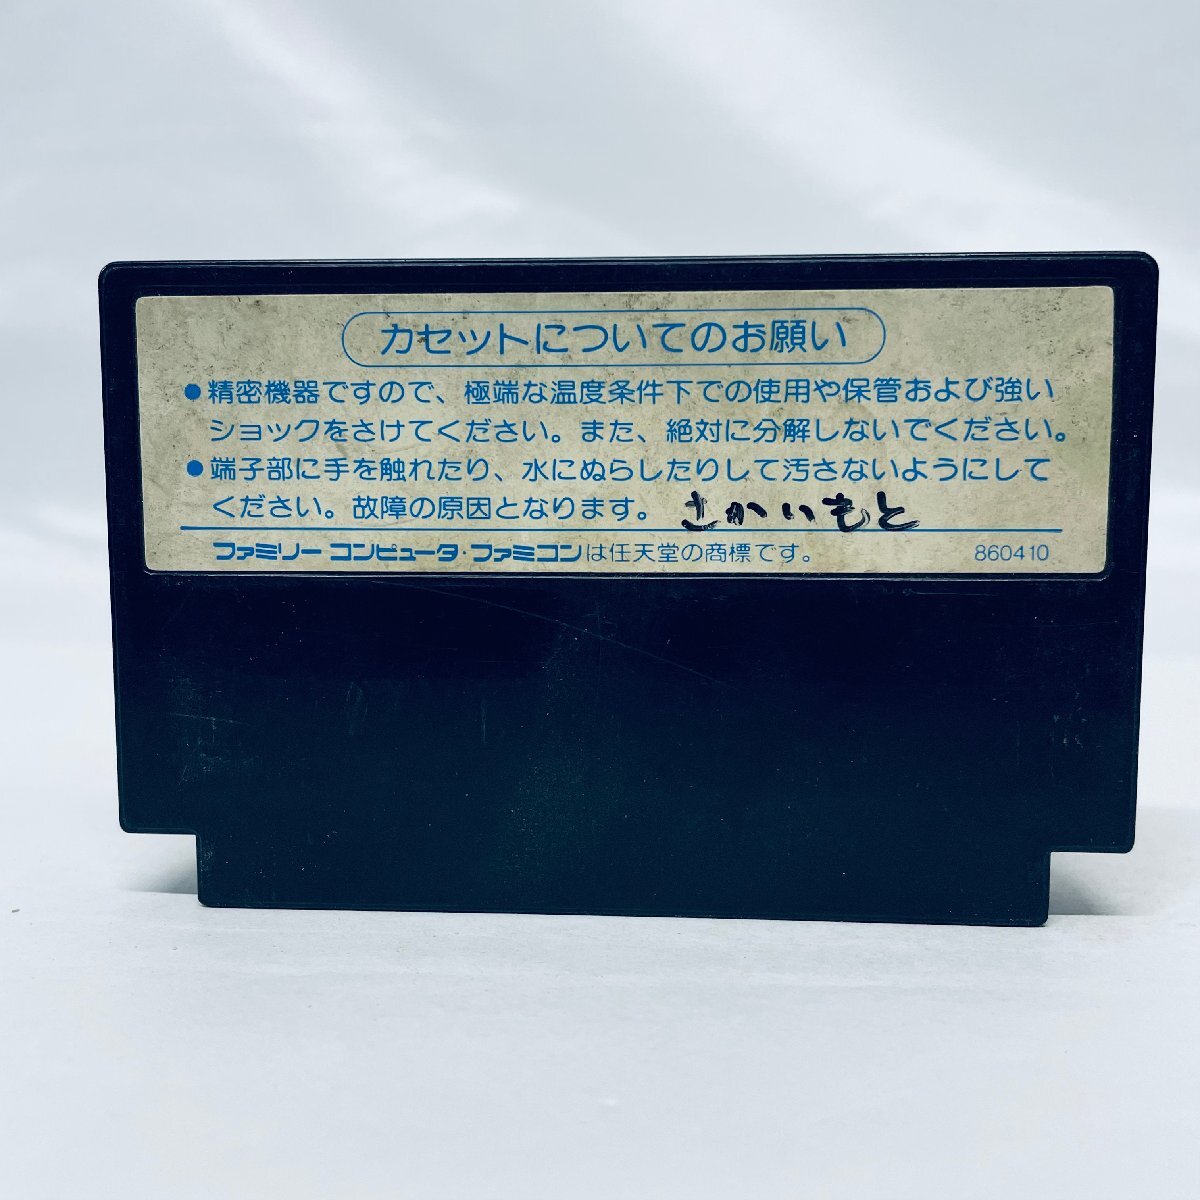 カセットについてのお願い
●精密機器ですので、極端な温度条件下での使用や保管および強い
ショックをさけてください。また、絶対に分解しないでください。
●端子部に手を触れたり、水にぬらしたりして汚さないようにして
ください。故障の原因となります。 さかいもと
ファミリーコンピュータ・ファミコンは任天堂の商標です。 860410